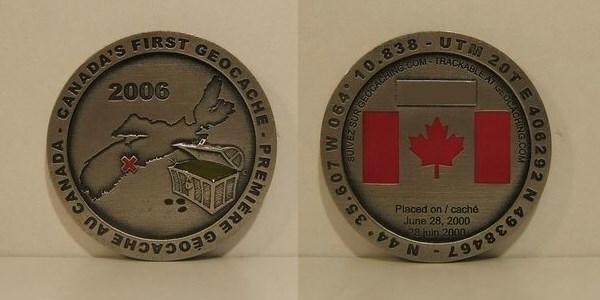 CANADA'S FIRST GEOCACHE - PREMIÈRE GÉOCACHE AU CANADA -
2006
N 44° 35.607 W 064° 10.838 - UTM 20T E 406292 N 4938467 -
SUIVEZ SUR GEOCACHING.COM - TRACKABLE AT GEOCACHING.COM
Placed on / caché
June 28, 2000
28 juin 2000